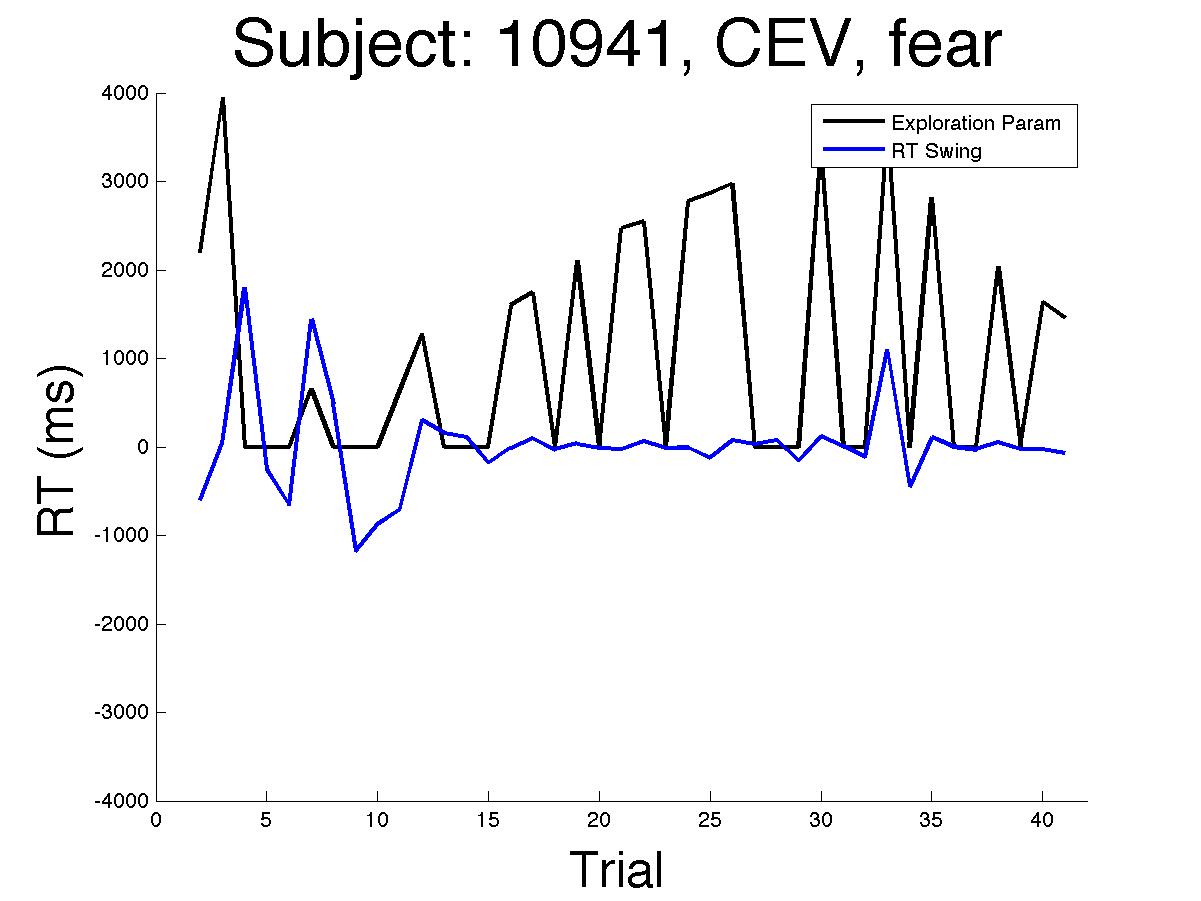 Subject: 10941, CEV, fear
4000
3000
2000
1000
0
-1000
-2000
-3000
-4000
RT (ms)
Exploration Param
RT Swing
0 5 10 15 20 25 30 35 40
Trial